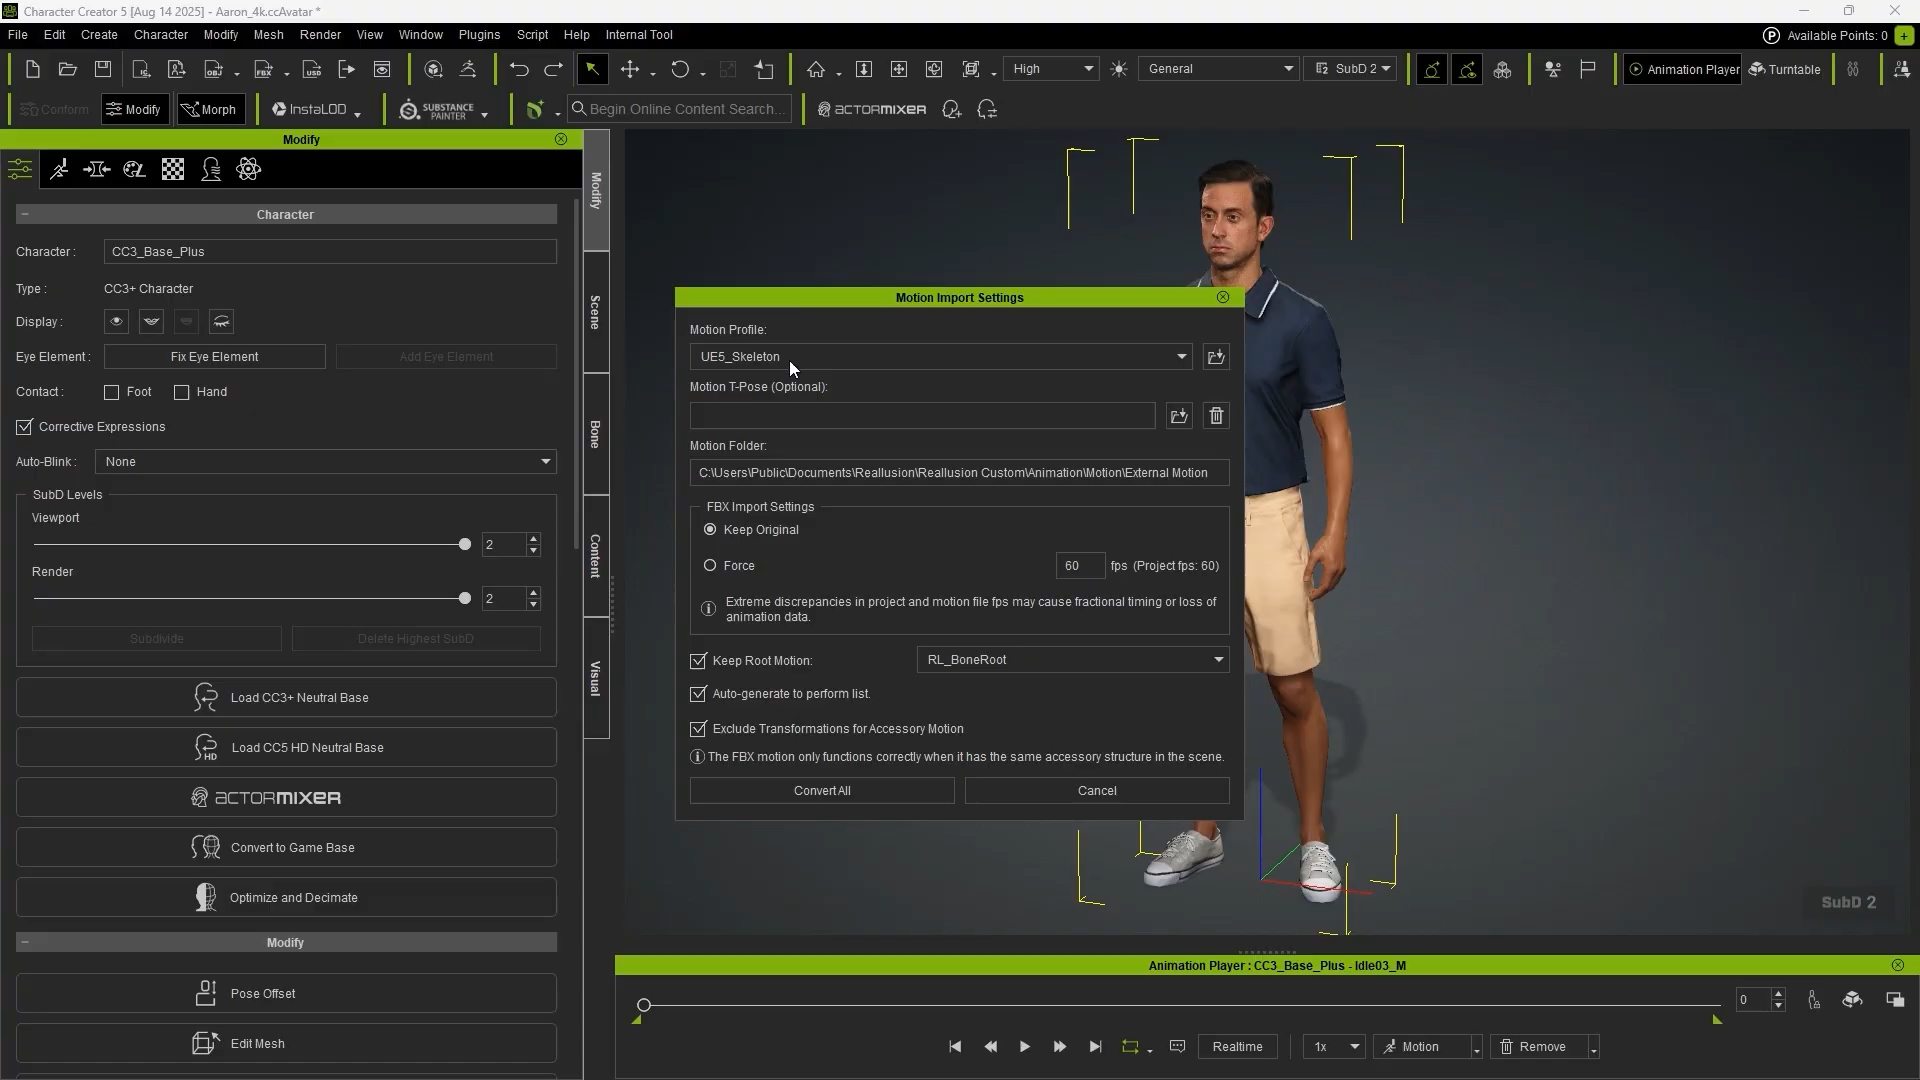 Character Creator 5 [Aug 14 2025] - Aaron_4k.ccAvatar *
File Edit Create Character Modify Mesh Render View Window Plugins Script Help Internal Tool
Available Points: 0
OBJ FBX USD High General SubD 2 Animation Player Turntable
Conform Modify Morph InstaLOD SUBSTANCE PAINTER Begin Online Content Search... ACTORMIXER
Modify
Character
Character : CC3_Base_Plus
Type : CC3+ Character
Display :
Eye Element : Fix Eye Element Add Eye Element
Contact : Foot Hand
Corrective Expressions
Auto-Blink : None
SubD Levels
Viewport
2
Render
2
Subdivide Delete Highest SubD
Load CC3+ Neutral Base
HD Load CC5 HD Neutral Base
ACTORMIXER
Convert to Game Base
Optimize and Decimate
Modify
Pose Offset
Edit Mesh
Modify
Scene
Bone
Content
Visual
Motion Import Settings
Motion Profile:
UE5_Skeleton
Motion T-Pose (Optional):
Motion Folder:
C:\Users\Public\Documents\Reallusion\Reallusion Custom\Animation\Motion\External Motion
FBX Import Settings
Keep Original
Force 60 fps (Project fps: 60)
Extreme discrepancies in project and motion file fps may cause fractional timing or loss of
animation data.
Keep Root Motion: RL_BoneRoot
Auto-generate to perform list.
Exclude Transformations for Accessory Motion
The FBX motion only functions correctly when it has the same accessory structure in the scene.
Convert All Cancel
SubD 2
Animation Player : CC3_Base_Plus - Idle03_M
0
Realtime 1x Motion Remove